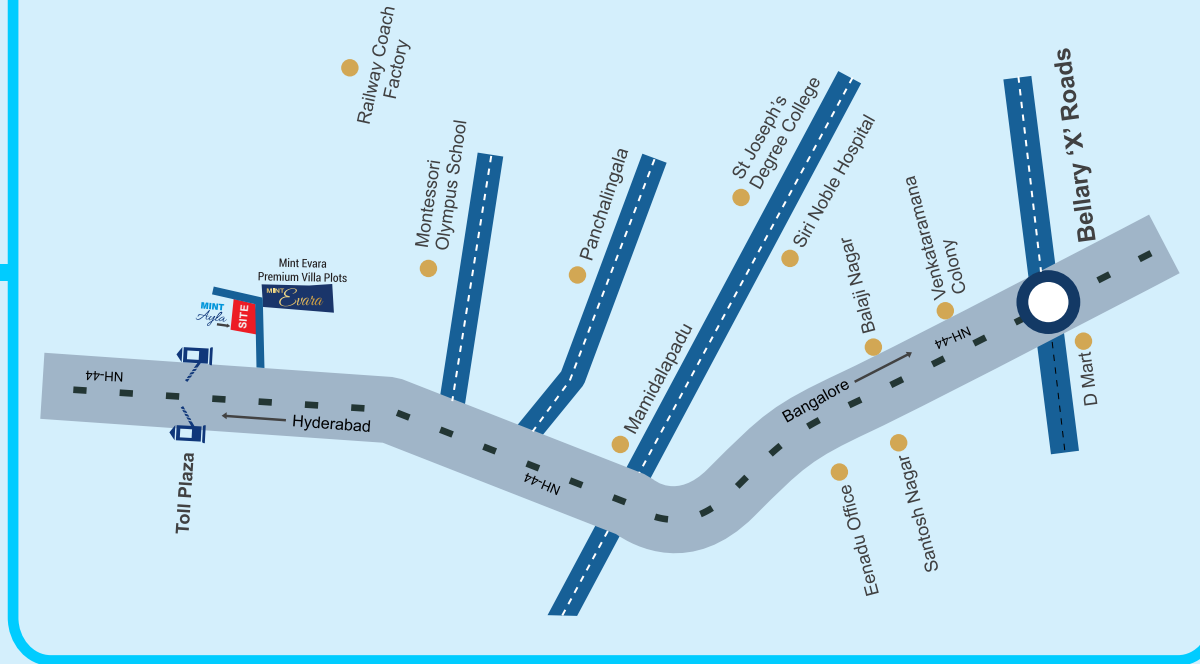 Railway Coach
Factory
Montessori
Olympus School
Panchalingala
St Joseph's
Degree College
Siri Noble Hospital
Bellary 'X' Roads
Venkataramana
Colony
Balaji Nagar
Mint Evara
Premium Villa Plots
MINT
Evara
MINT
Ayla
SITE
NH-44
Hyderabad
Toll Plaza
NH-44
Mamidalapadu
Bangalore
NH-44
D Mart
Eenadu Office
Santosh Nagar